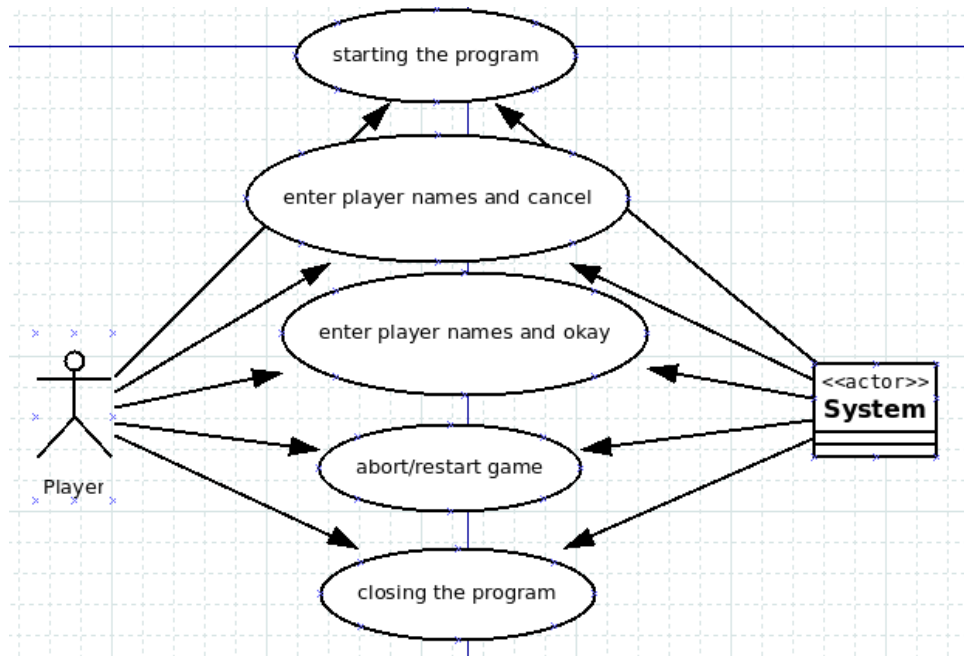 starting the program
enter player names and cancel
enter player names and okay
<<actor>>
System
abort/restart game
Player
closing the program